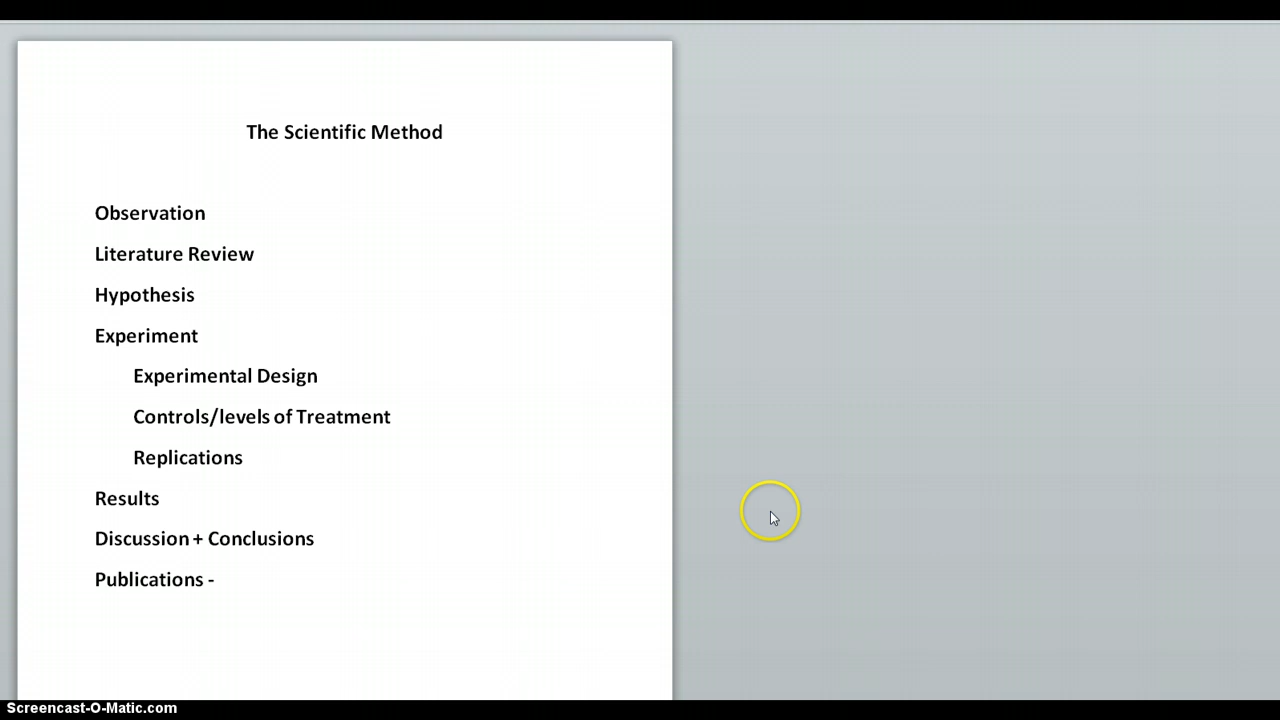 The Scientific Method
Observation
Literature Review
Hypothesis
Experiment
Experimental Design
Controls/levels of Treatment
Replications
Results
Discussion + Conclusions
Publications -
Screencast-O-Matic.com